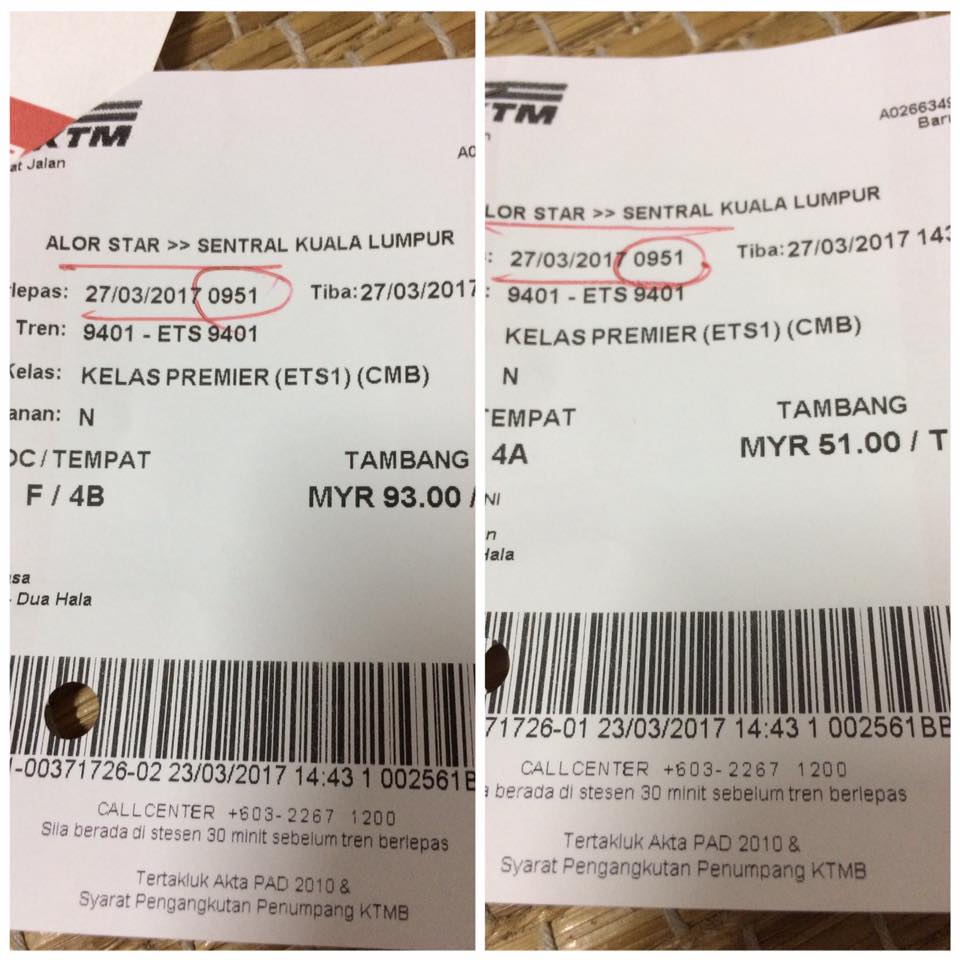 KTM
at Jalan
A0
ALOR STAR >> SENTRAL KUALA LUMPUR
lepas: 27/03/2017 0951 Tiba:27/03/2017
Tren: 9401 - ETS 9401
Kelas: KELAS PREMIER (ETS1) (CMB)
anan: N
OC / TEMPAT TAMBANG
F / 4B MYR 93.00 /
sa
- Dua Hala
-00371726-02 23/03/2017 14:43 1 002561B
CALLCENTER +603-2267 1200
Sila berada di stesen 30 minit sebelum tren berlepas
Tertakluk Akta PAD 2010 &
Syarat Pengangkutan Penumpang KTMB
KTM
n
A0266349
Baru
LOR STAR >> SENTRAL KUALA LUMPUR
: 27/03/2017 0951 Tiba:27/03/2017 143
: 9401 - ETS 9401
KELAS PREMIER (ETS1) (CMB)
N
TEMPAT TAMBANG
4A MYR 51.00 / T
NI
n
Hala
71726-01 23/03/2017 14:43 1 002561BB
CALLCENTER +603-2267 1200
a berada di stesen 30 minit sebelum tren berlepas
Tertakluk Akta PAD 2010 &
Syarat Pengangkutan Penumpang KTMB